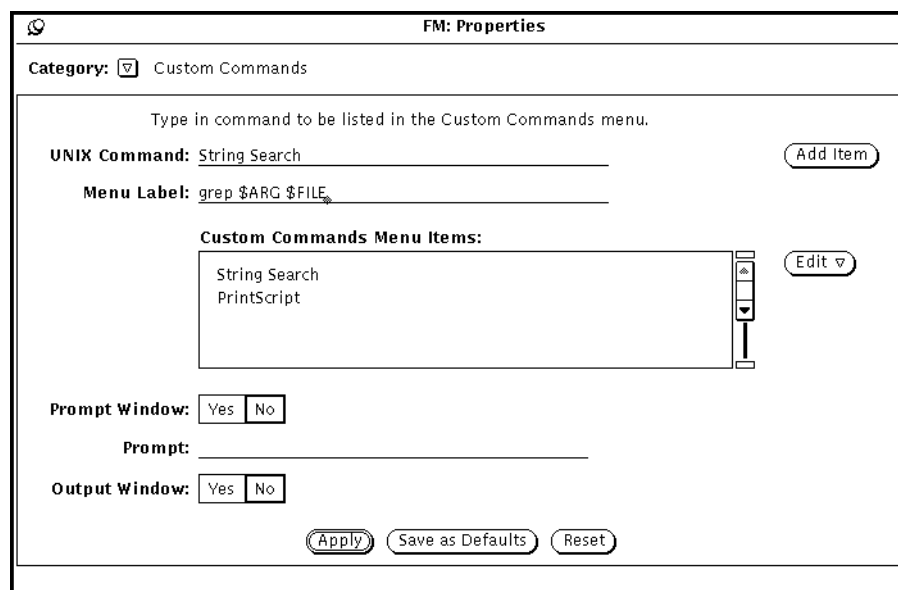 FM: Properties
Category: Custom Commands
Type in command to be listed in the Custom Commands menu.
UNIX Command: String Search Add Item
Menu Label: grep $ARG $FILE
Custom Commands Menu Items:
Edit
String Search
PrintScript
Prompt Window: Yes No
Prompt:
Output Window: Yes No
Apply Save as Defaults Reset